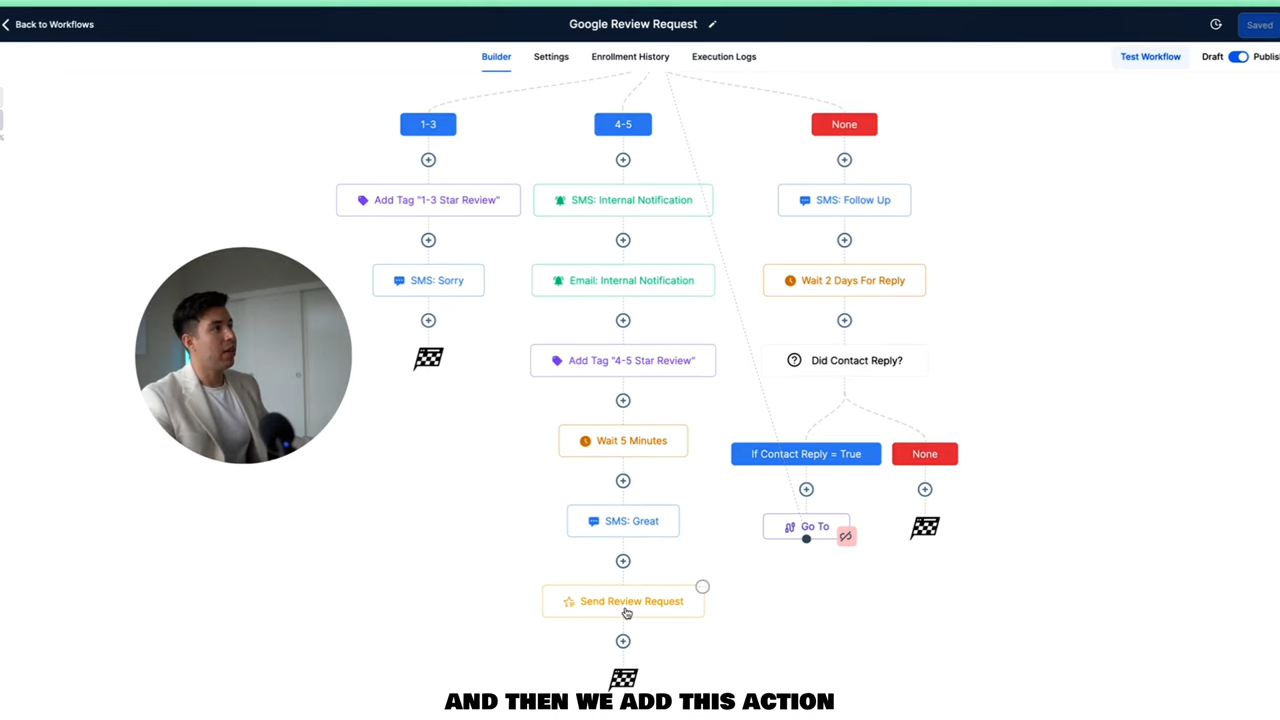 Back to Workflows
Google Review Request
Saved
Builder
Settings
Enrollment History
Execution Logs
Test Workflow
Draft
Publis
%
1-3
4-5
None
Add Tag "1-3 Star Review"
SMS: Internal Notification
SMS: Follow Up
SMS: Sorry
Email: Internal Notification
Wait 2 Days For Reply
Add Tag "4-5 Star Review"
Did Contact Reply?
Wait 5 Minutes
If Contact Reply = True
None
SMS: Great
Go To
Send Review Request
AND THEN WE ADD THIS ACTION